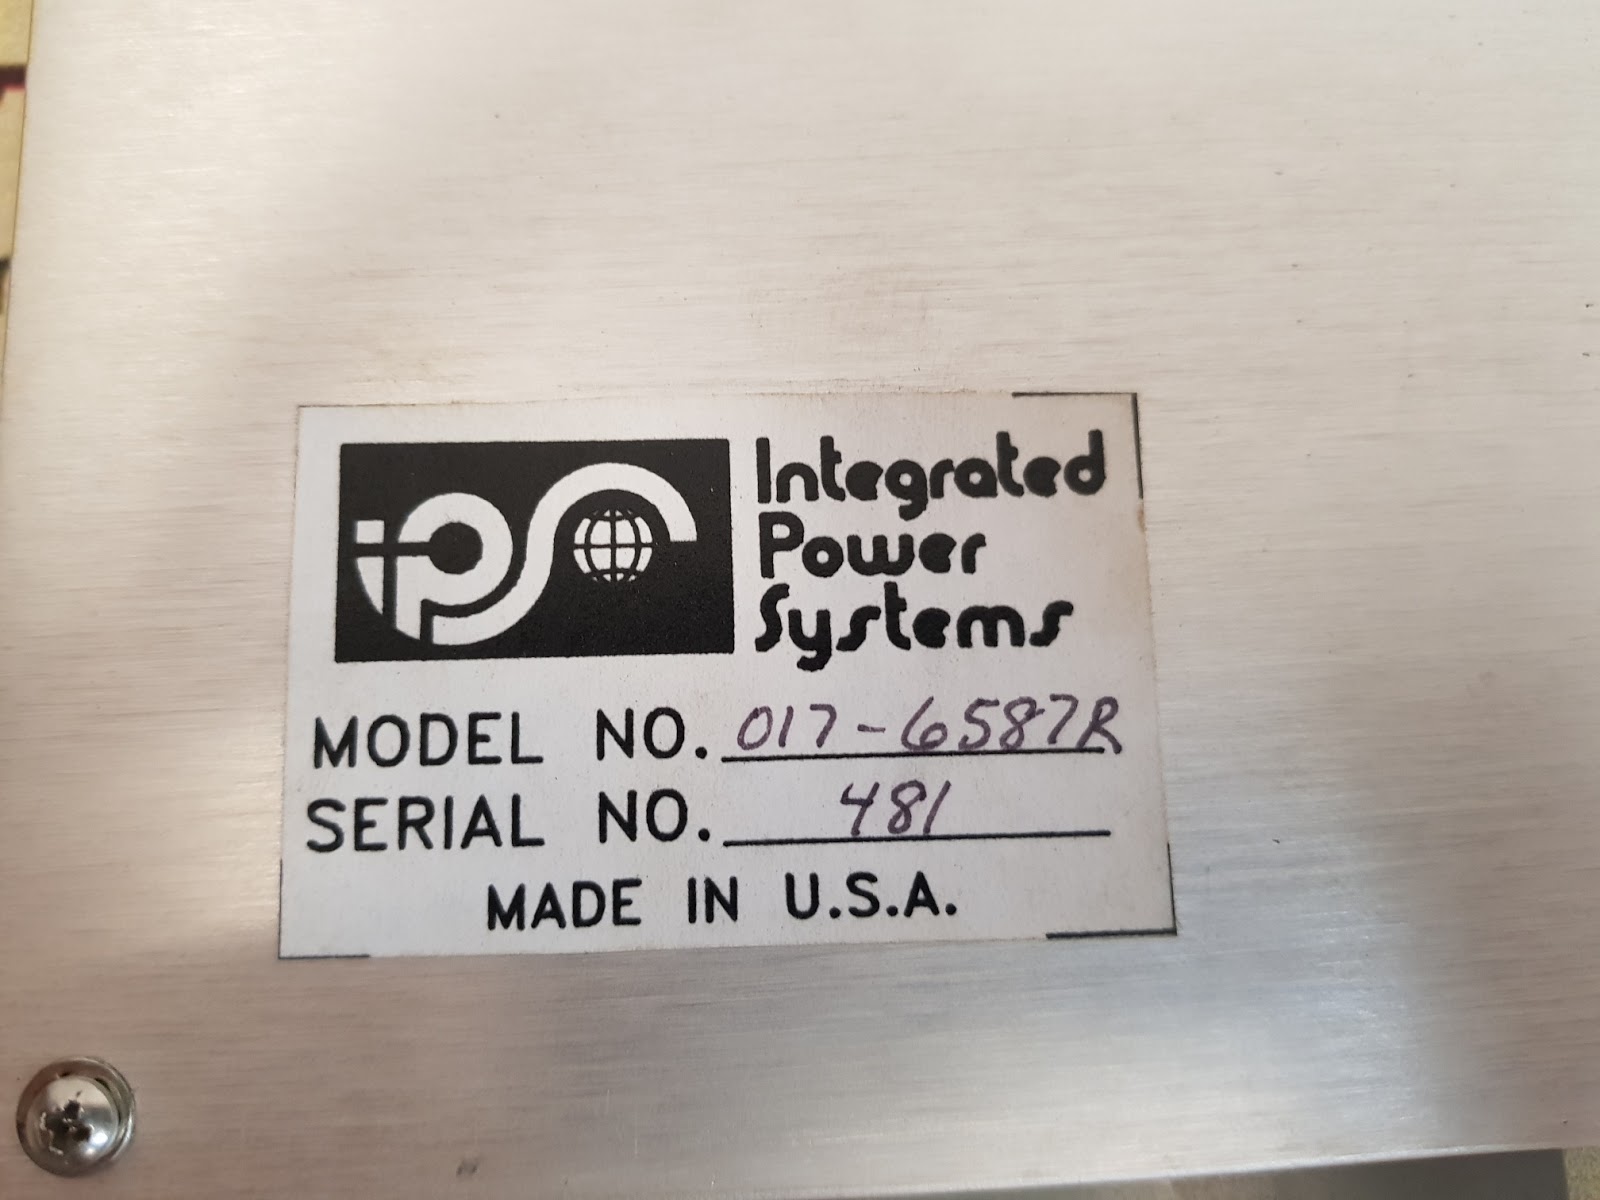 ips
Integrated
Power
Systems
MODEL NO. 017-6587R
SERIAL NO. 481
MADE IN U.S.A.